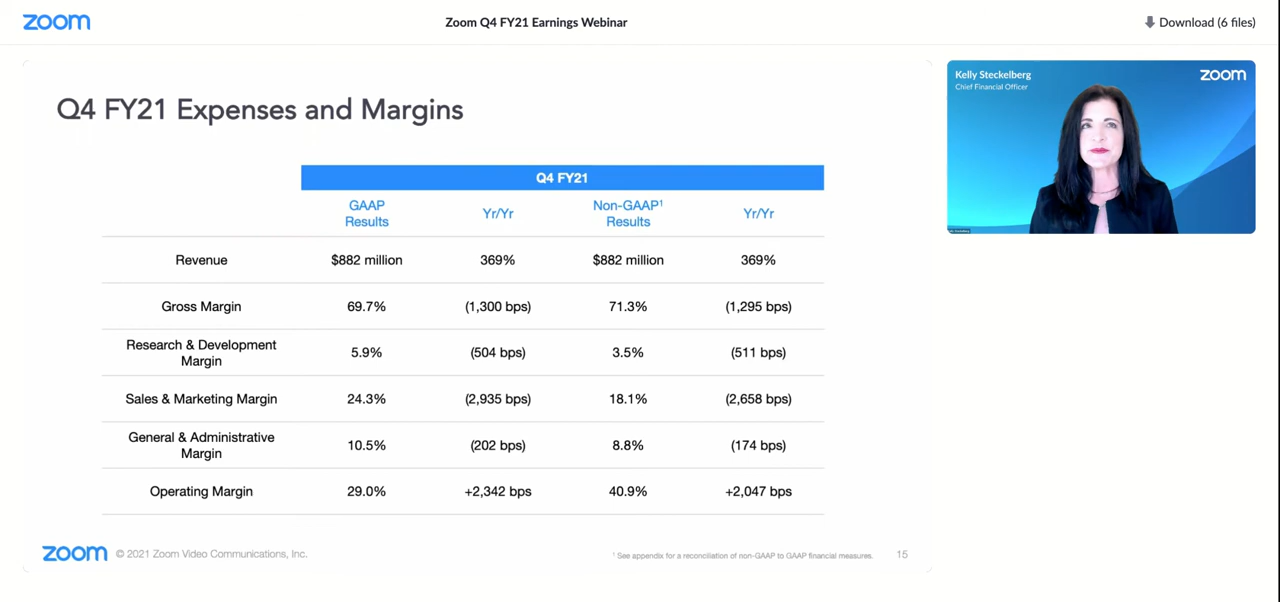 zoom
Zoom Q4 FY21 Earnings Webinar
Download (6 files)
Q4 FY21 Expenses and Margins
Q4 FY21
GAAP Results Yr/Yr Non-GAAP¹ Results Yr/Yr
Revenue $882 million 369% $882 million 369%
Gross Margin 69.7% (1,300 bps) 71.3% (1,295 bps)
Research & Development Margin 5.9% (504 bps) 3.5% (511 bps)
Sales & Marketing Margin 24.3% (2,935 bps) 18.1% (2,658 bps)
General & Administrative Margin 10.5% (202 bps) 8.8% (174 bps)
Operating Margin 29.0% +2,342 bps 40.9% +2,047 bps
zoom © 2021 Zoom Video Communications, Inc.
¹ See appendix for a reconciliation of non-GAAP to GAAP financial measures.
15
Kelly Steckelberg
Chief Financial Officer
zoom